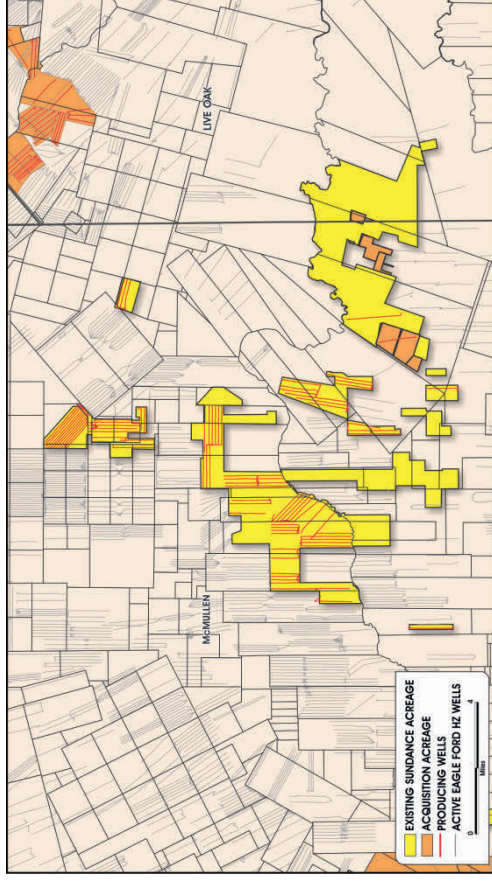 LIVE OAK
McMULLEN
EXISTING SUNDANCE ACREAGE
ACQUISITION ACREAGE
PRODUCING WELLS
ACTIVE EAGLE FORD HZ WELLS
0 4
Miles